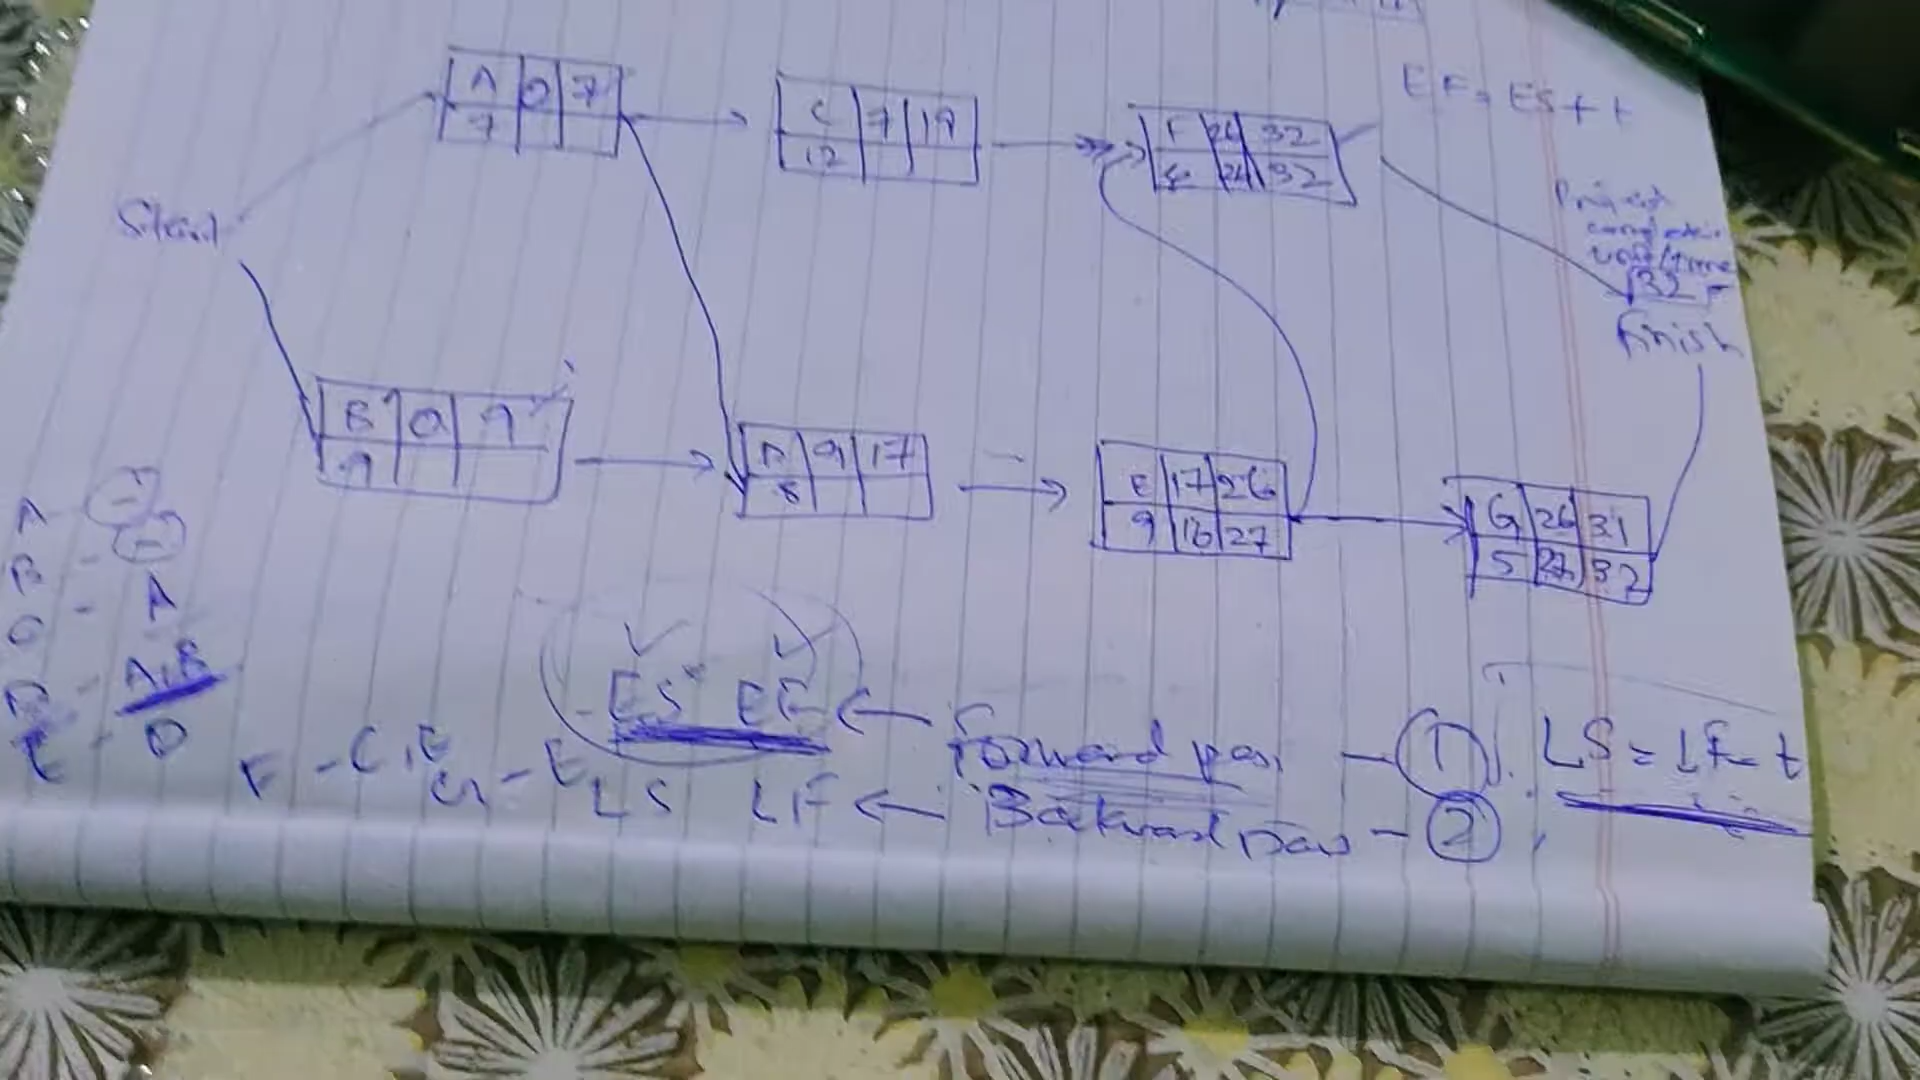 A 0 7
7
C 7 19
12
F 26 32
6 26 32
EF = ES + t
Start
Project
completion
time
32
Finish
B 0 9
9
D 9 17
8
E 17 26
9 18 27
G 26 31
5 27 32
A -
B -
C - A
D - A, B
E - D
F - C, E
G - E
ES EF ← Forward pass - 1
LS LF ← Backward pass - 2
LS = LF - t